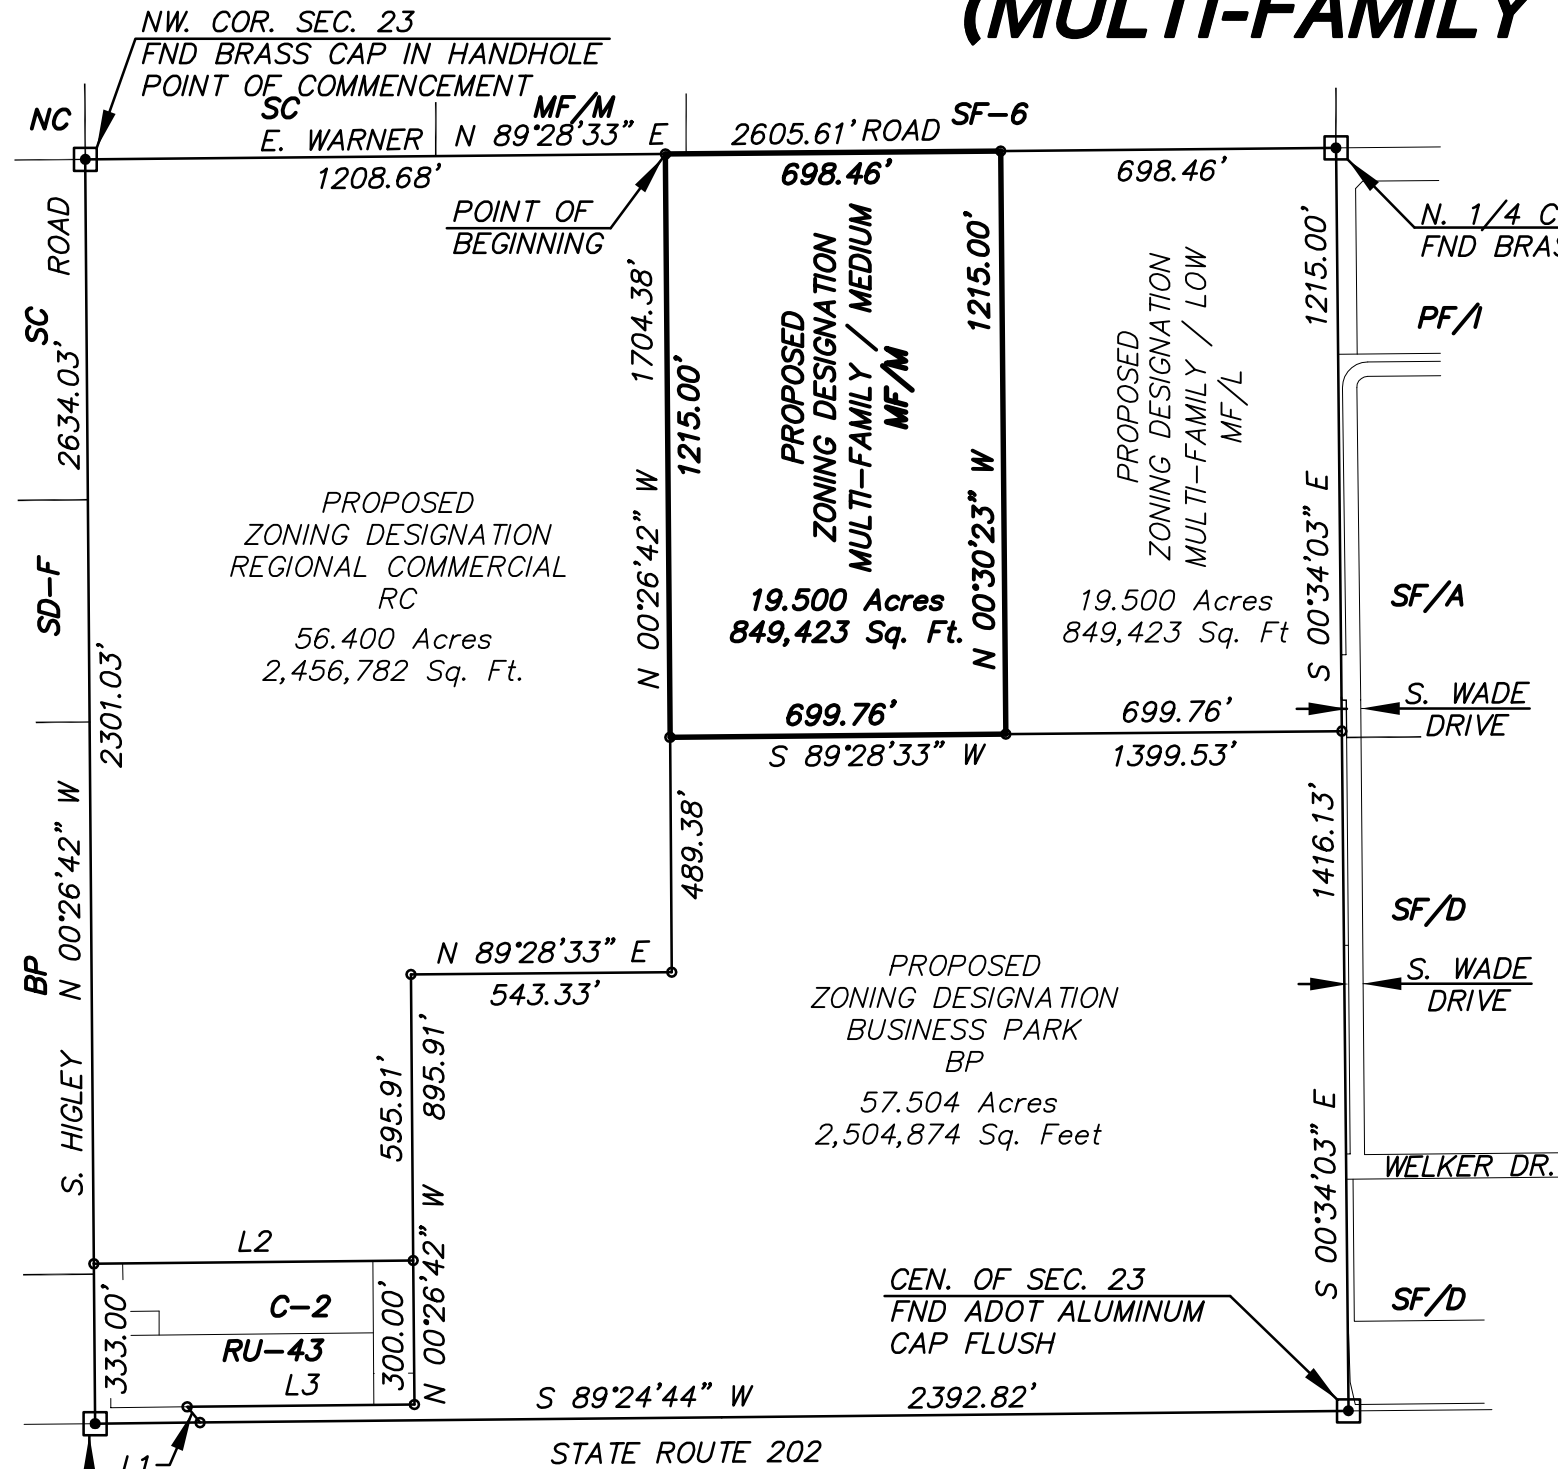 (MULTI-FAMILY
NW. COR. SEC. 23
FND BRASS CAP IN HANDHOLE
POINT OF COMMENCEMENT
NC
SC
MF/M
SF-6
E. WARNER
N 89°28'33" E
2605.61' ROAD
1208.68'
698.46'
698.46'
POINT OF
BEGINNING
N. 1/4 C
FND BRAS
S. HIGLEY
ROAD
SC
2634.03'
SD-F
2301.03'
N 00°26'42" W
BP
1704.38'
1215.00'
N 00°26'42" W
PROPOSED
ZONING DESIGNATION
MULTI-FAMILY / MEDIUM
MF/M
19.500 Acres
849,423 Sq. Ft.
1215.00'
N 00°30'23" W
PROPOSED
ZONING DESIGNATION
MULTI-FAMILY / LOW
MF/L
19.500 Acres
849,423 Sq. Ft
1215.00'
S 00°34'03" E
PF/I
SF/A
PROPOSED
ZONING DESIGNATION
REGIONAL COMMERCIAL
RC
56.400 Acres
2,456,782 Sq. Ft.
699.76'
S 89°28'33" W
699.76'
1399.53'
S. WADE
DRIVE
489.38'
1416.13'
SF/D
N 89°28'33" E
543.33'
PROPOSED
ZONING DESIGNATION
BUSINESS PARK
BP
57.504 Acres
2,504,874 Sq. Feet
S. WADE
DRIVE
595.91'
895.91'
N 00°26'42" W
S 00°34'03" E
WELKER DR.
L2
333.00'
C-2
RU-43
L3
300.00'
CEN. OF SEC. 23
FND ADOT ALUMINUM
CAP FLUSH
SF/D
S 89°24'44" W
2392.82'
STATE ROUTE 202
L1